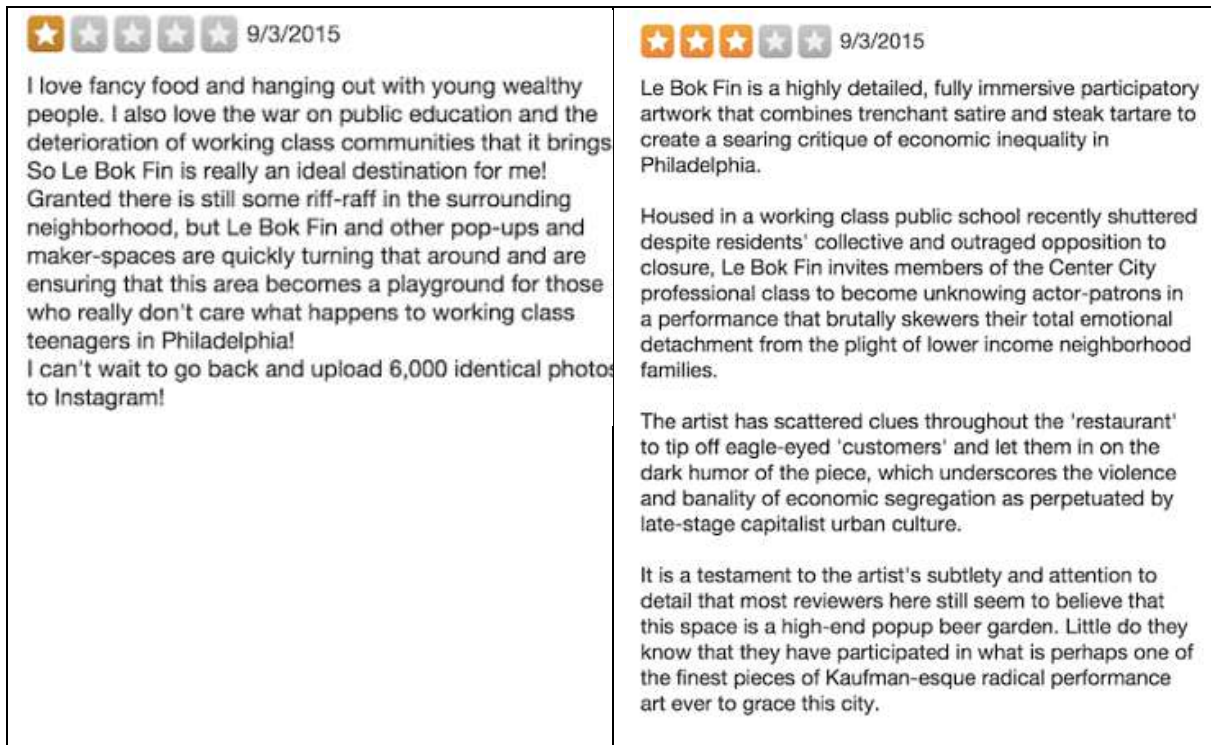 9/3/2015
I love fancy food and hanging out with young wealthy
people. I also love the war on public education and the
deterioration of working class communities that it brings
So Le Bok Fin is really an ideal destination for me!
Granted there is still some riff-raff in the surrounding
neighborhood, but Le Bok Fin and other pop-ups and
maker-spaces are quickly turning that around and are
ensuring that this area becomes a playground for those
who really don't care what happens to working class
teenagers in Philadelphia!
I can't wait to go back and upload 6,000 identical photos
to Instagram!
9/3/2015
Le Bok Fin is a highly detailed, fully immersive participatory
artwork that combines trenchant satire and steak tartare to
create a searing critique of economic inequality in
Philadelphia.
Housed in a working class public school recently shuttered
despite residents' collective and outraged opposition to
closure, Le Bok Fin invites members of the Center City
professional class to become unknowing actor-patrons in
a performance that brutally skewers their total emotional
detachment from the plight of lower income neighborhood
families.
The artist has scattered clues throughout the 'restaurant'
to tip off eagle-eyed 'customers' and let them in on the
dark humor of the piece, which underscores the violence
and banality of economic segregation as perpetuated by
late-stage capitalist urban culture.
It is a testament to the artist's subtlety and attention to
detail that most reviewers here still seem to believe that
this space is a high-end popup beer garden. Little do they
know that they have participated in what is perhaps one of
the finest pieces of Kaufman-esque radical performance
art ever to grace this city.